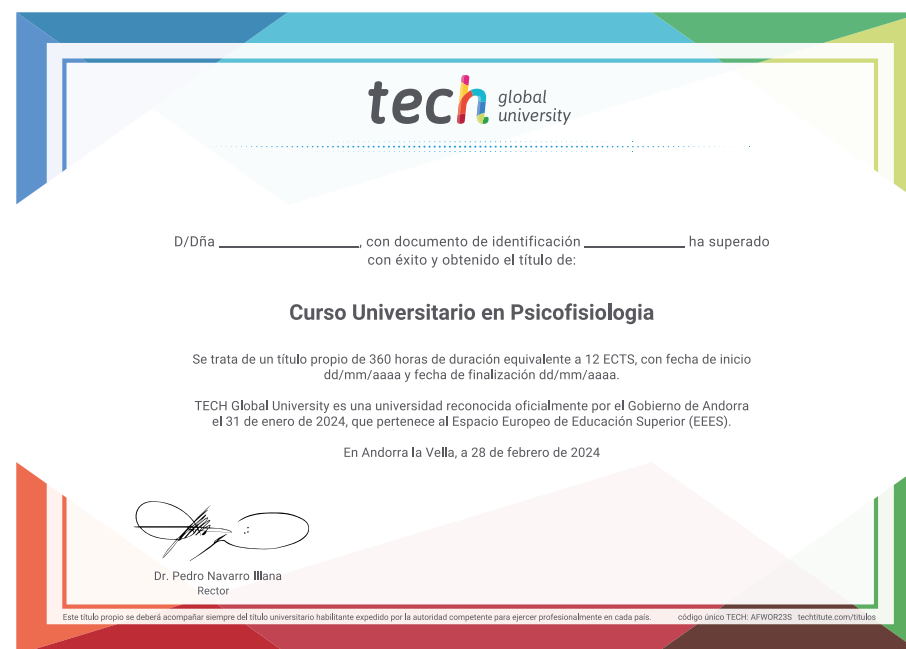 tech global university
D/Dña ________________, con documento de identificación ____________ ha superado
con éxito y obtenido el título de:
Curso Universitario en Psicofisiologia
Se trata de un título propio de 360 horas de duración equivalente a 12 ECTS, con fecha de inicio
dd/mm/aaaa y fecha de finalización dd/mm/aaaa.
TECH Global University es una universidad reconocida oficialmente por el Gobierno de Andorra
el 31 de enero de 2024, que pertenece al Espacio Europeo de Educación Superior (EEES).
En Andorra la Vella, a 28 de febrero de 2024
Dr. Pedro Navarro Illana
Rector
Este título propio se deberá acompañar siempre del título universitario habilitante expedido por la autoridad competente para ejercer profesionalmente en cada país. código único TECH: AFWOR23S techtitute.com/titulos